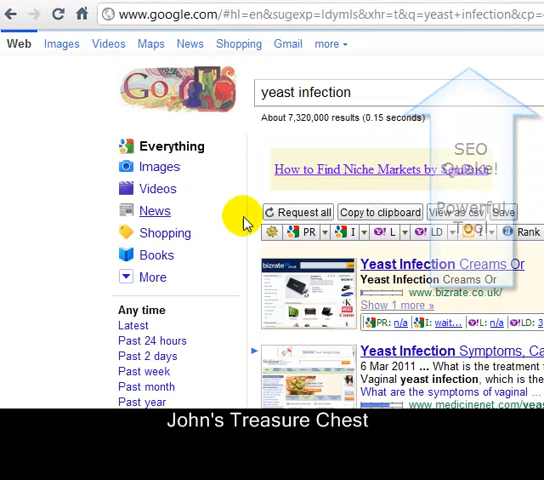 www.google.com/#hl=en&sugexp=ldymls&xhr=t&q=yeast+infection&cp=
Web Images Videos Maps News Shopping Gmail more
yeast infection
About 7,320,000 results (0.15 seconds)
Everything
Images
Videos
News
Shopping
Books
More
Any time
Latest
Past 24 hours
Past 2 days
Past week
Past month
Past year
How to Find Niche Markets by
SEO
Quake!
Powerful
Tool
Request all Copy to clipboard View as csv Save
PR I L LD I Rank
Yeast Infection Creams Or
Yeast Infection Creams Or
www.bizrate.co.uk/
Show 1 more »
PR: n/a I: wait... L: n/a LD: 3
Yeast Infection Symptoms, Ca
6 Mar 2011 ... What is the treatment
Vaginal yeast infection, which is the
What are the symptoms of vaginal
www.medicinenet.com/yeas
bizrate
John's Treasure Chest